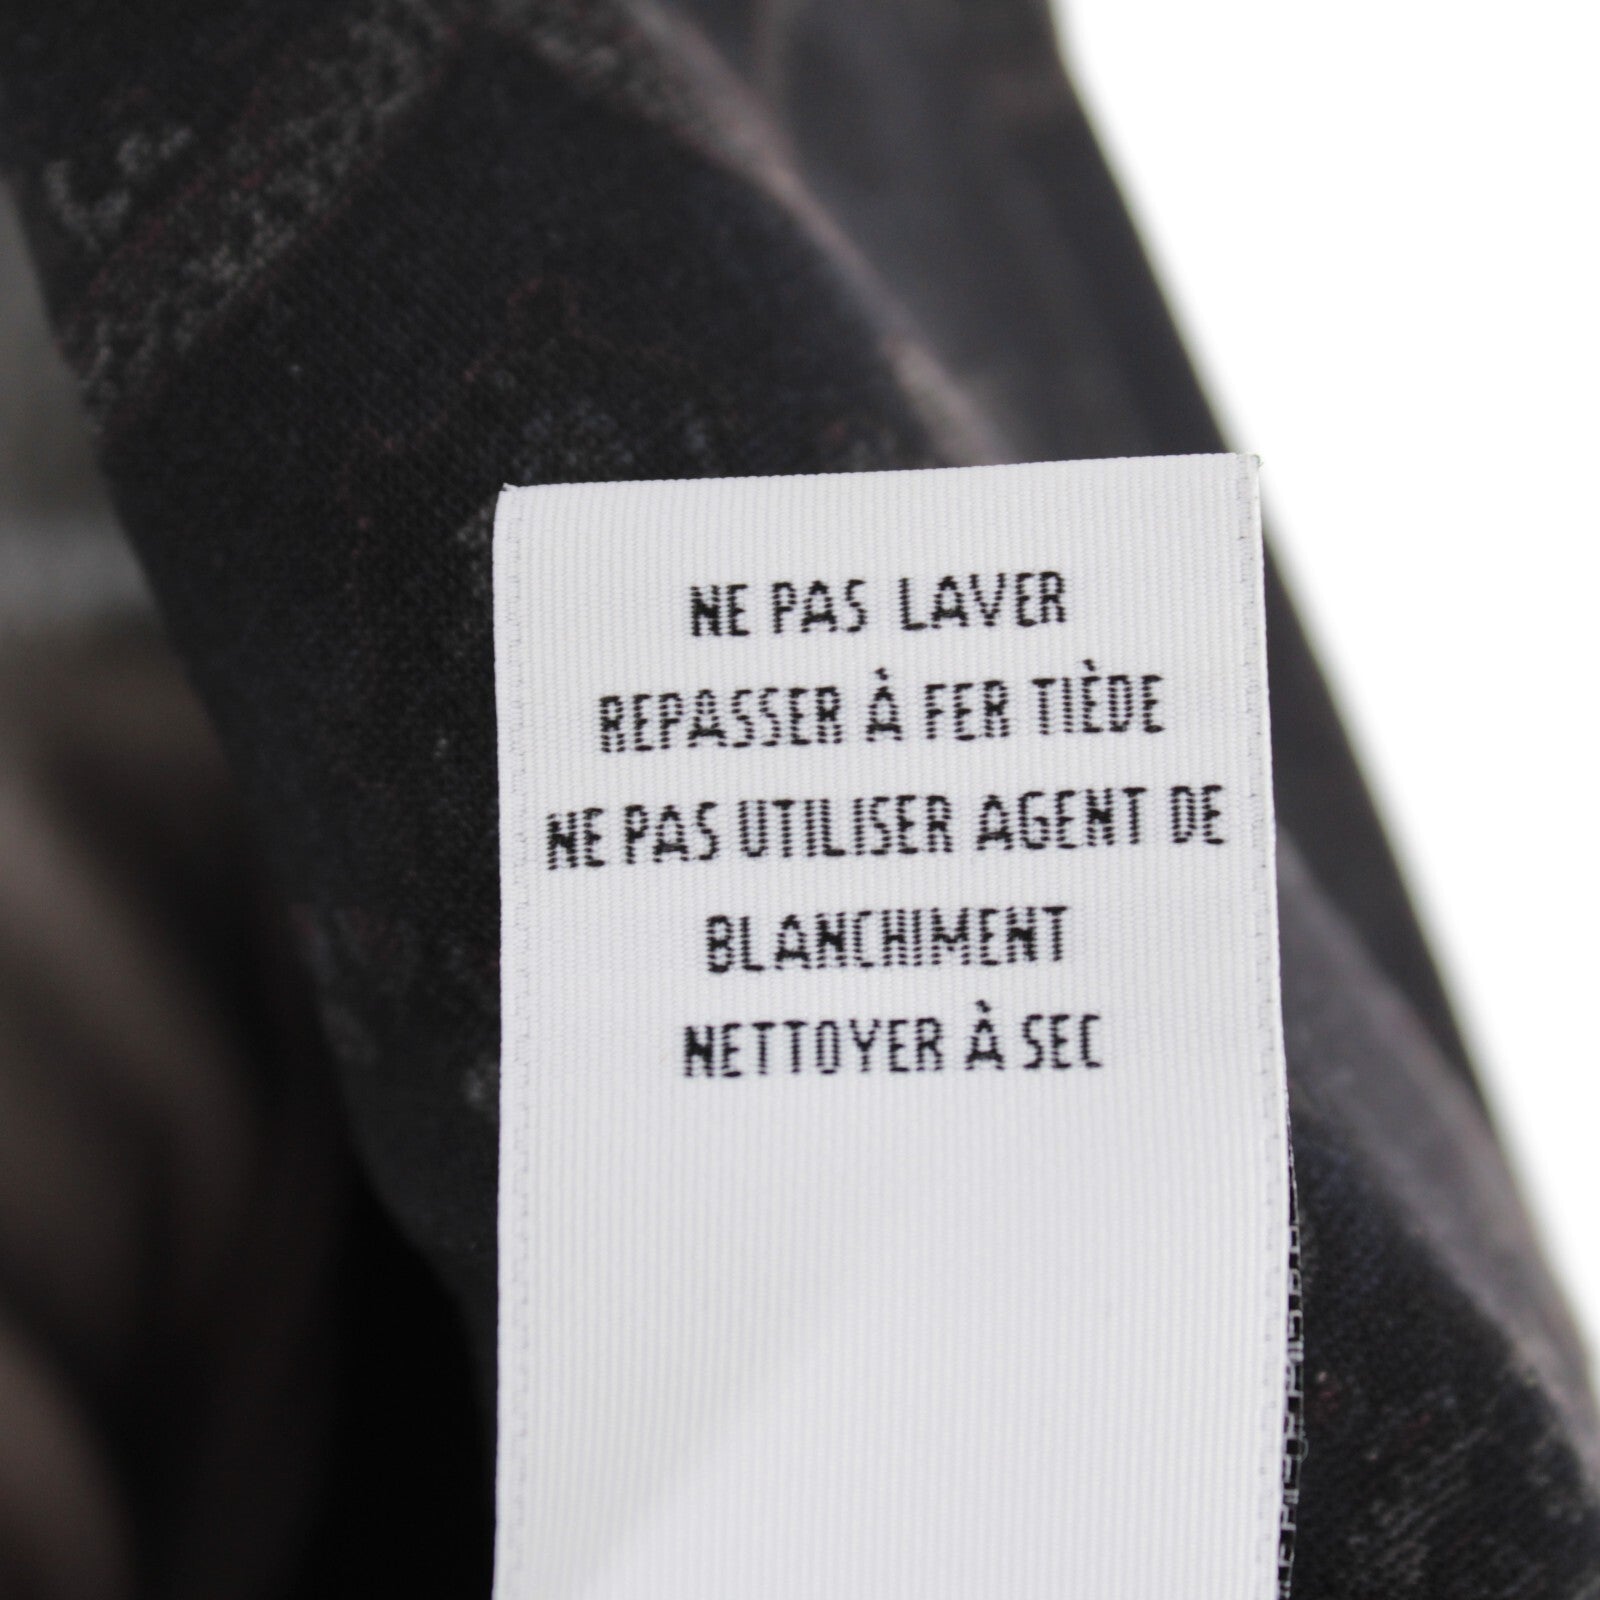 NE PAS LAVER
REPASSER À FER TIÈDE
NE PAS UTILISER AGENT DE
BLANCHIMENT
NETTOYER À SEC